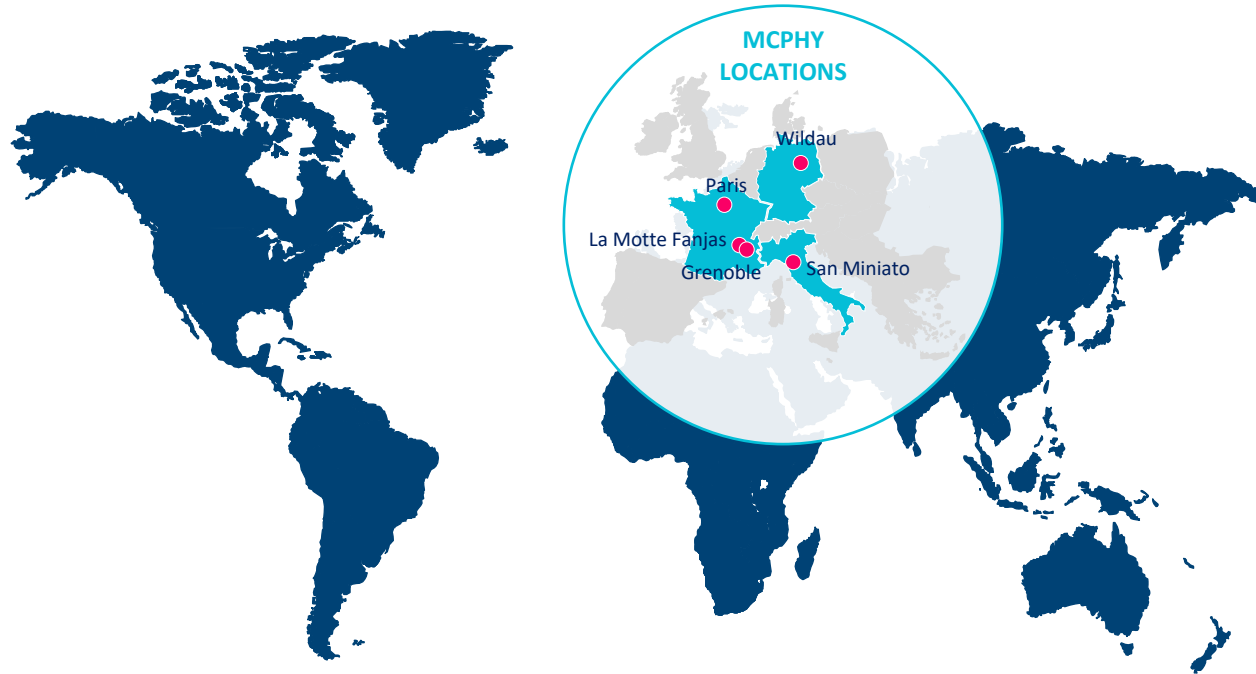 MCPHY
LOCATIONS
Wildau
Paris
La Motte Fanjas
Grenoble
San Miniato